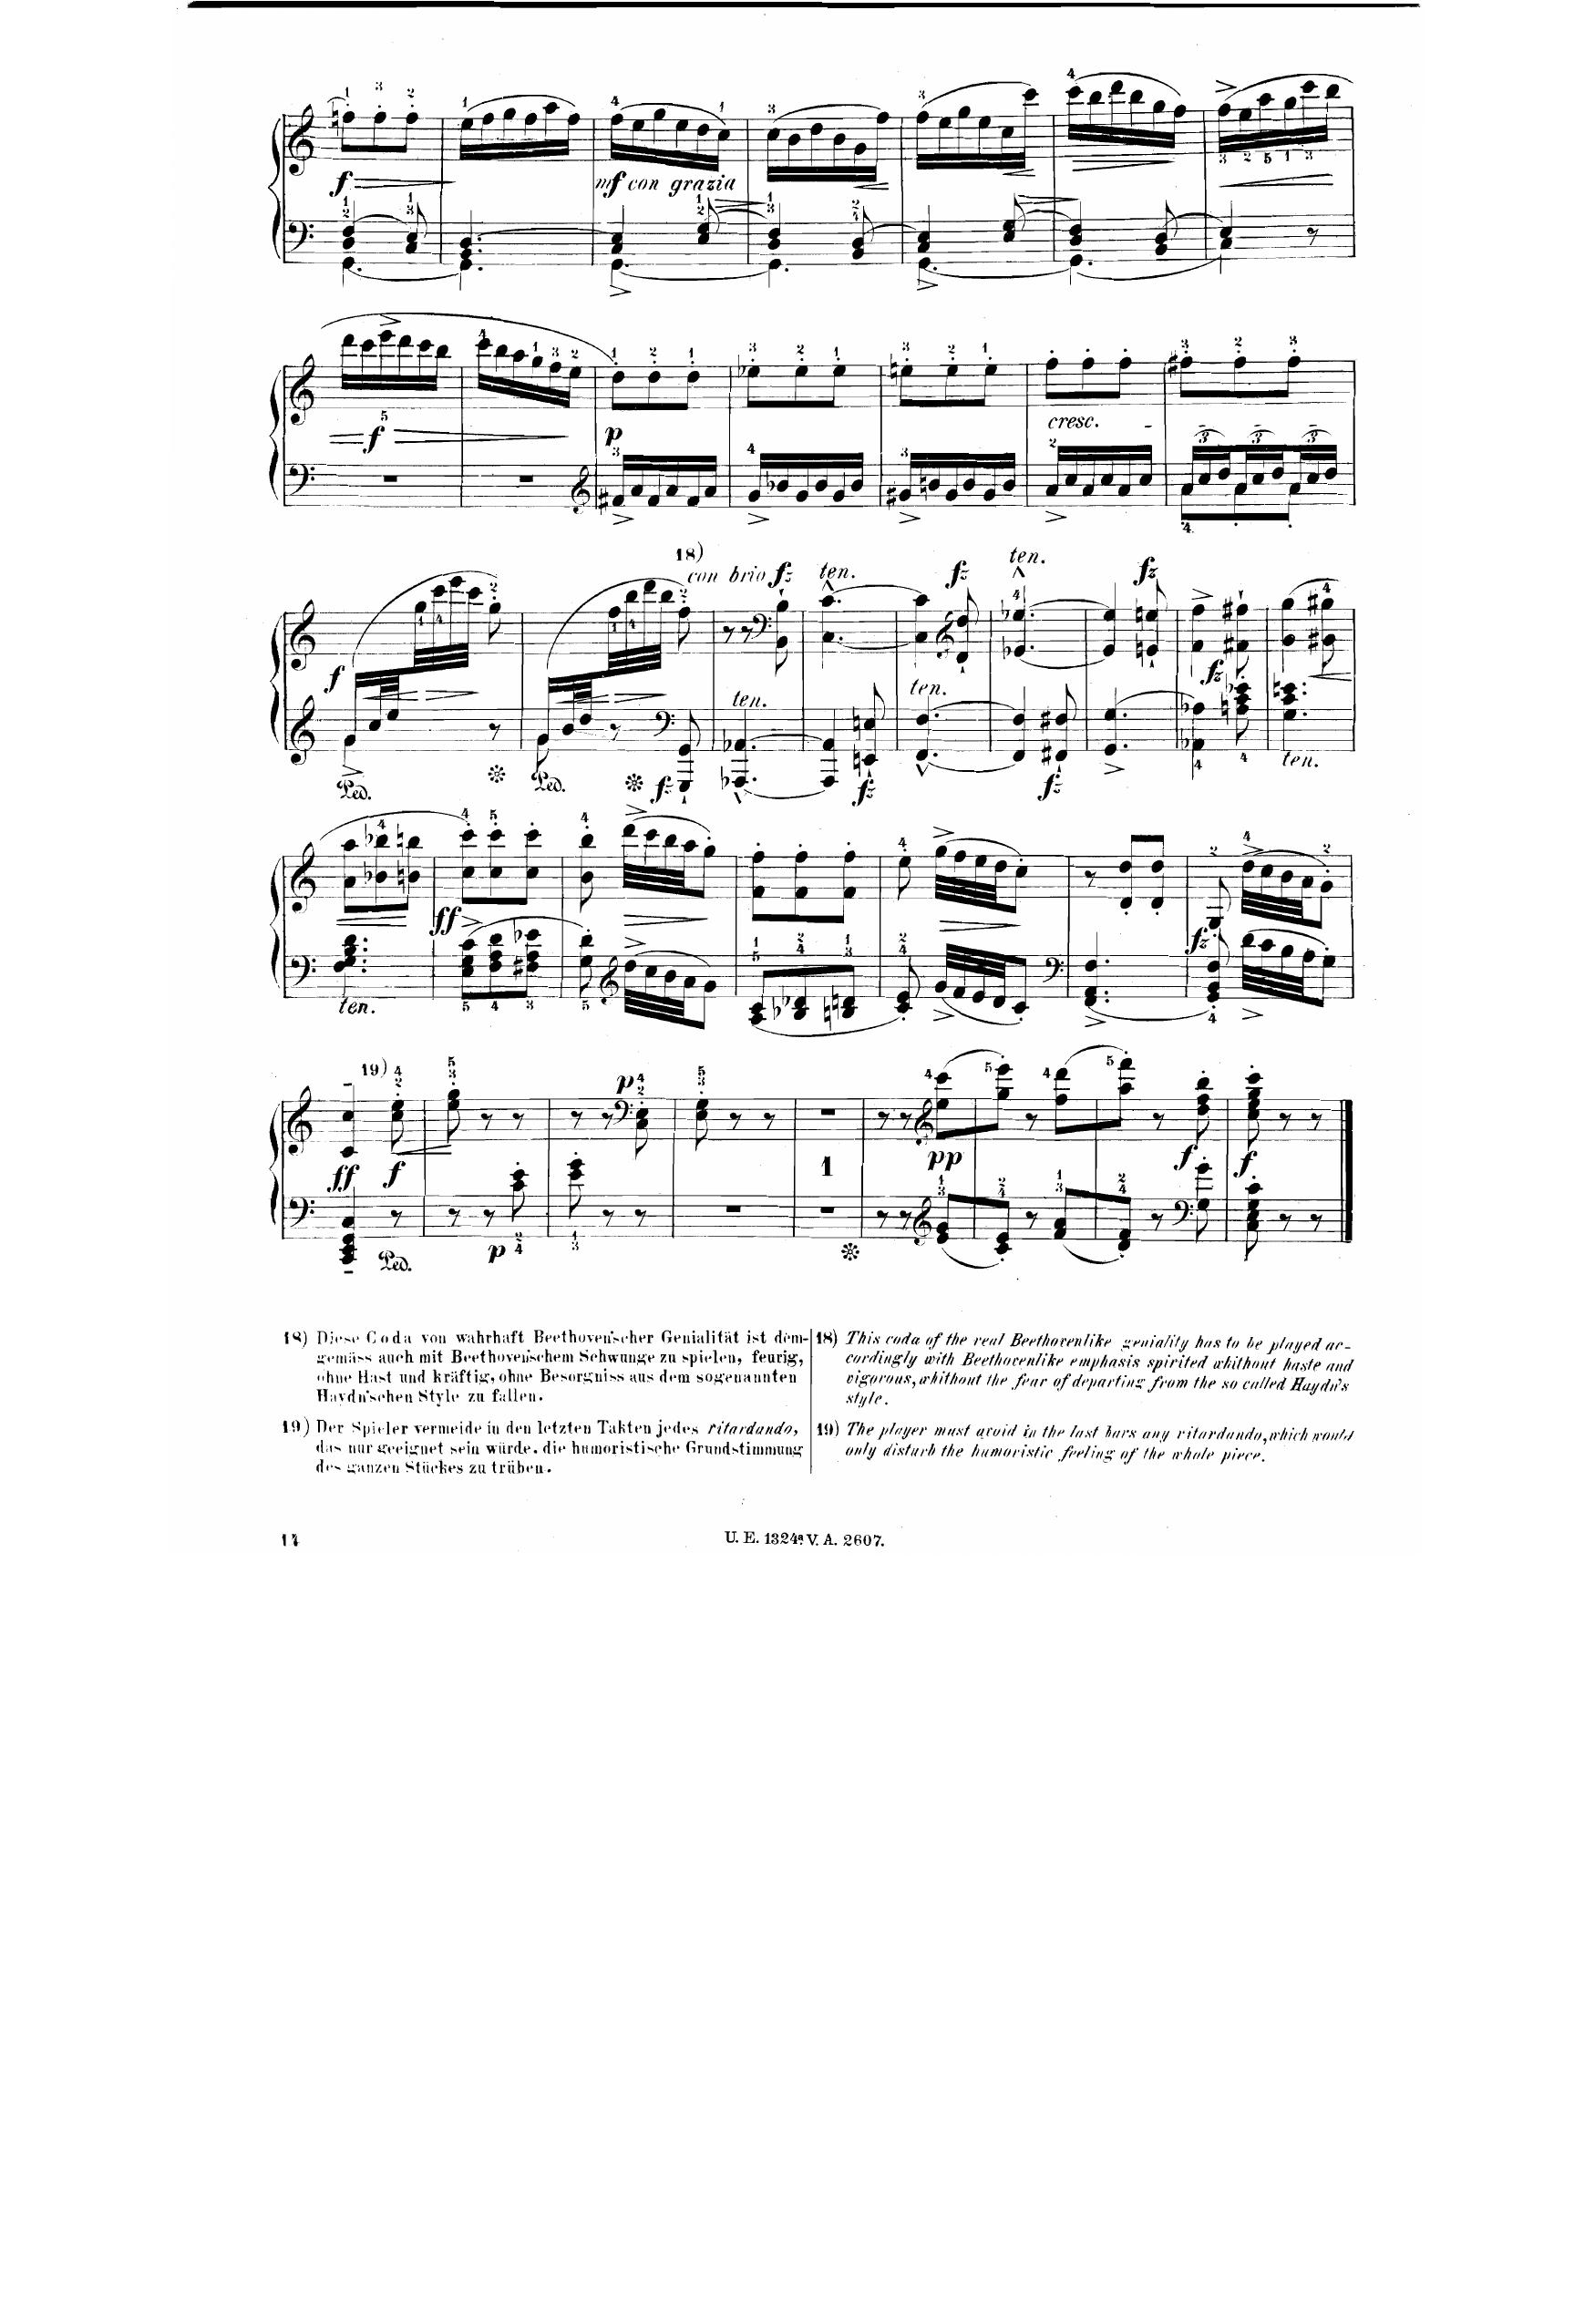 f
mf con grazia
f
p
cresc.
18)
con brio fz
ten.
fz
ten.
fz
f
ten.
ten.
fz
Ped.
Ped.
fz
fz
fz
ten.
ff
ten.
fz
19)
p
ff
f
1
pp
f
f
p
Ped.
18) Diese Coda von wahrhaft Beethoven'scher Genialität ist dem-
gemäss auch mit Beethoven'schem Schwunge zu spielen, feurig,
ohne Hast und kräftig, ohne Besorgniss aus dem sogenannten
Haydn'schen Style zu fallen.
19) Der Spieler vermeide in den letzten Takten jedes ritardando,
das nur geeignet sein würde, die humoristische Grundstimmung
des ganzen Stückes zu trüben.
18) This coda of the real Beethovenlike geniality has to be played ac-
cordingly with Beethovenlike emphasis spirited whithout haste and
vigorous, whithout the fear of departing from the so called Haydn's
style.
19) The player must avoid in the last bars any ritardando, which would
only disturb the humoristic feeling of the whole piece.
14
U. E. 1324ª. V. A. 2607.